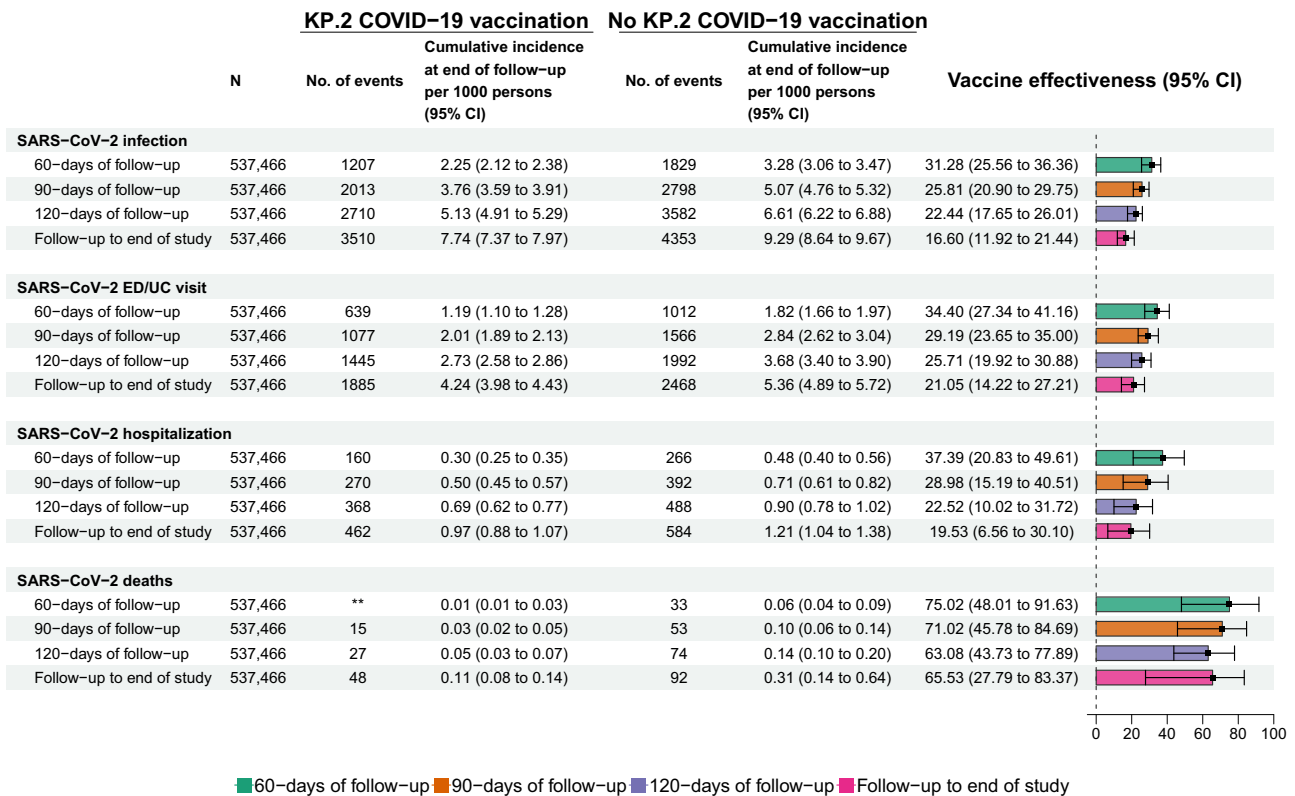 KP.2 COVID−19 vaccination No KP.2 COVID−19 vaccination
N No. of events Cumulative incidence at end of follow−up per 1000 persons (95% CI) No. of events Cumulative incidence at end of follow−up per 1000 persons (95% CI) Vaccine effectiveness (95% CI)
SARS−CoV−2 infection
60−days of follow−up 537,466 1207 2.25 (2.12 to 2.38) 1829 3.28 (3.06 to 3.47) 31.28 (25.56 to 36.36)
90−days of follow−up 537,466 2013 3.76 (3.59 to 3.91) 2798 5.07 (4.76 to 5.32) 25.81 (20.90 to 29.75)
120−days of follow−up 537,466 2710 5.13 (4.91 to 5.29) 3582 6.61 (6.22 to 6.88) 22.44 (17.65 to 26.01)
Follow−up to end of study 537,466 3510 7.74 (7.37 to 7.97) 4353 9.29 (8.64 to 9.67) 16.60 (11.92 to 21.44)
SARS−CoV−2 ED/UC visit
60−days of follow−up 537,466 639 1.19 (1.10 to 1.28) 1012 1.82 (1.66 to 1.97) 34.40 (27.34 to 41.16)
90−days of follow−up 537,466 1077 2.01 (1.89 to 2.13) 1566 2.84 (2.62 to 3.04) 29.19 (23.65 to 35.00)
120−days of follow−up 537,466 1445 2.73 (2.58 to 2.86) 1992 3.68 (3.40 to 3.90) 25.71 (19.92 to 30.88)
Follow−up to end of study 537,466 1885 4.24 (3.98 to 4.43) 2468 5.36 (4.89 to 5.72) 21.05 (14.22 to 27.21)
SARS−CoV−2 hospitalization
60−days of follow−up 537,466 160 0.30 (0.25 to 0.35) 266 0.48 (0.40 to 0.56) 37.39 (20.83 to 49.61)
90−days of follow−up 537,466 270 0.50 (0.45 to 0.57) 392 0.71 (0.61 to 0.82) 28.98 (15.19 to 40.51)
120−days of follow−up 537,466 368 0.69 (0.62 to 0.77) 488 0.90 (0.78 to 1.02) 22.52 (10.02 to 31.72)
Follow−up to end of study 537,466 462 0.97 (0.88 to 1.07) 584 1.21 (1.04 to 1.38) 19.53 (6.56 to 30.10)
SARS−CoV−2 deaths
60−days of follow−up 537,466 ** 0.01 (0.01 to 0.03) 33 0.06 (0.04 to 0.09) 75.02 (48.01 to 91.63)
90−days of follow−up 537,466 15 0.03 (0.02 to 0.05) 53 0.10 (0.06 to 0.14) 71.02 (45.78 to 84.69)
120−days of follow−up 537,466 27 0.05 (0.03 to 0.07) 74 0.14 (0.10 to 0.20) 63.08 (43.73 to 77.89)
Follow−up to end of study 537,466 48 0.11 (0.08 to 0.14) 92 0.31 (0.14 to 0.64) 65.53 (27.79 to 83.37)
0 20 40 60 80 100
60−days of follow−up 90−days of follow−up 120−days of follow−up Follow−up to end of study